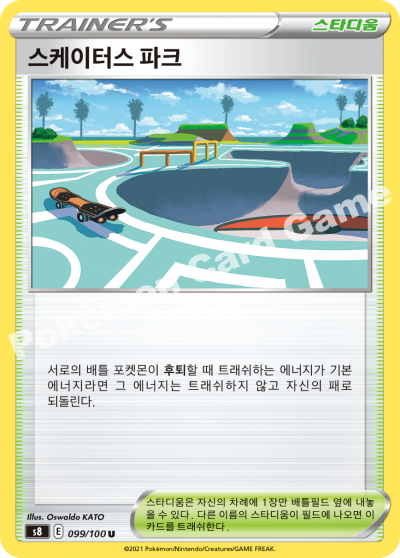 TRAINER'S
스타디움
스케이터스 파크
Pokémon Card Game
서로의 배틀 포켓몬이 후퇴할 때 트래쉬하는 에너지가 기본
에너지라면 그 에너지는 트래쉬하지 않고 자신의 패로
되돌린다.
Illus. Oswaldo KATO
s8 E 099/100 U
스타디움은 자신의 차례에 1장만 배틀필드 옆에 내놓
을 수 있다. 다른 이름의 스타디움이 필드에 나오면 이
카드를 트래쉬한다.
©2021 Pokémon/Nintendo/Creatures/GAME FREAK.